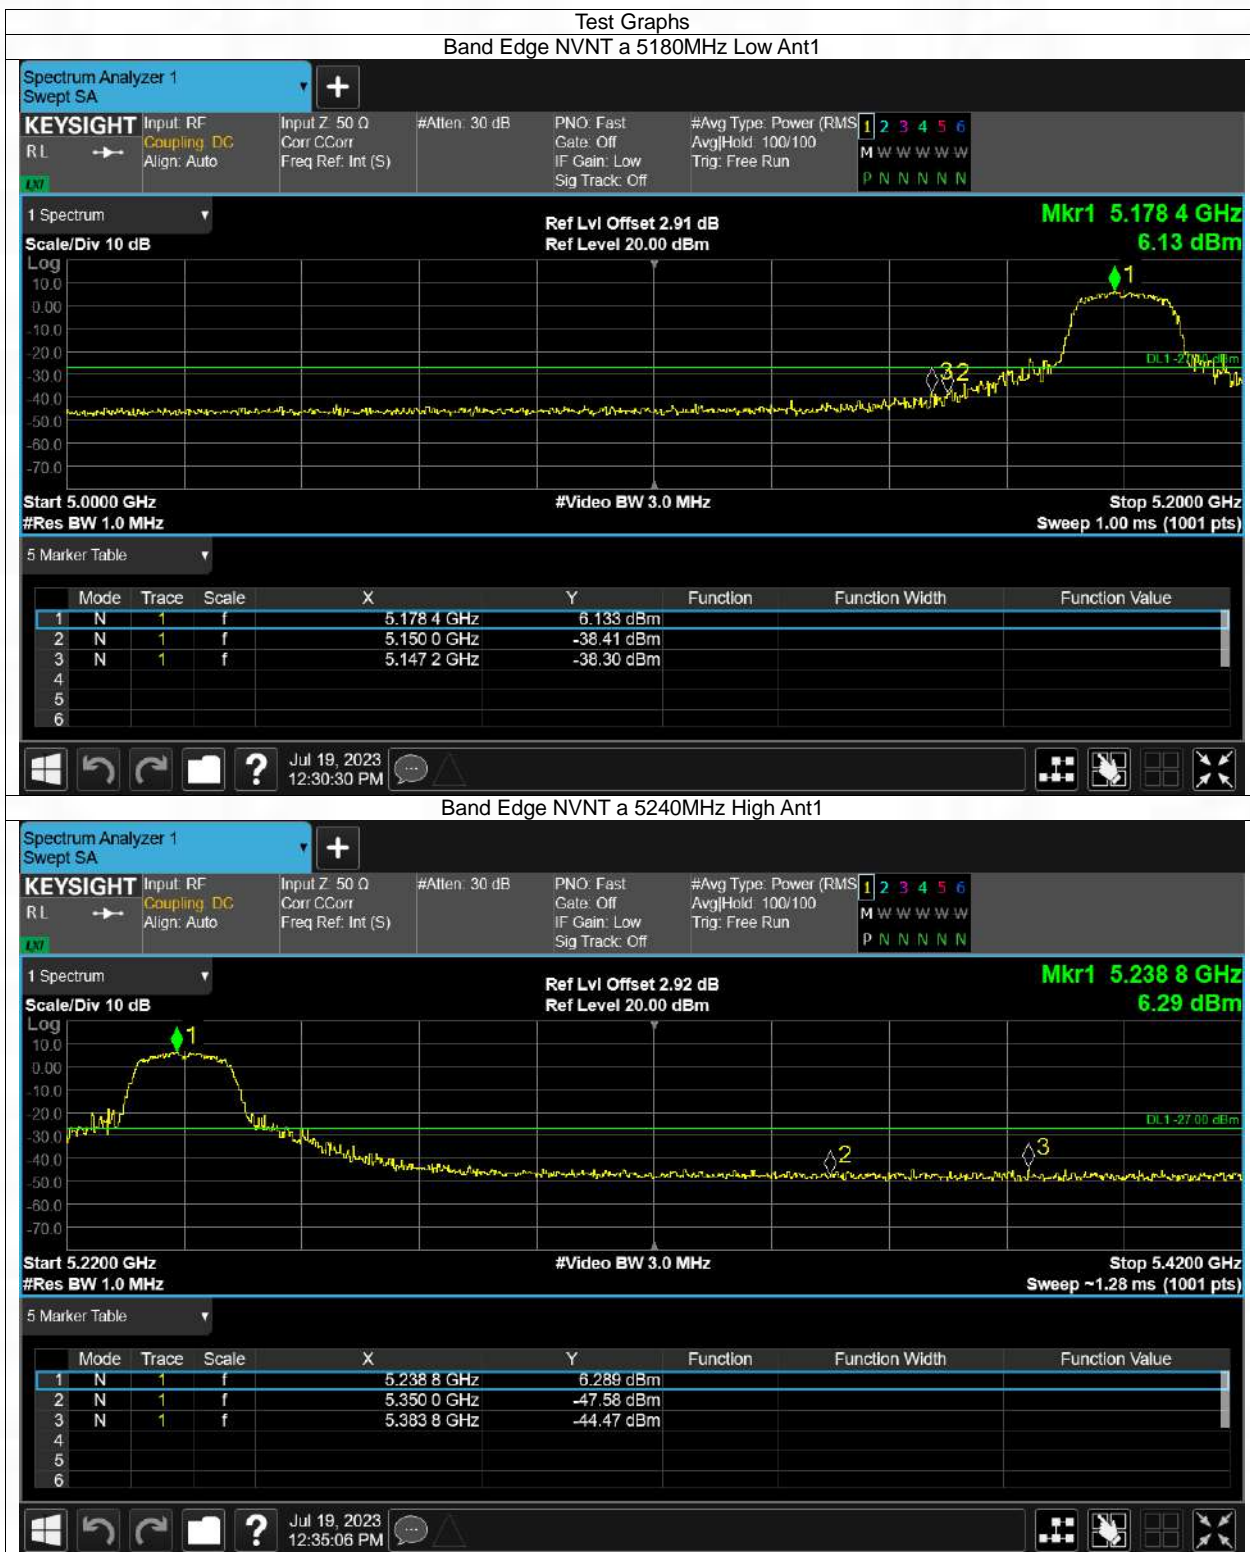 Test Graphs
Band Edge NVNT a 5180MHz Low Ant1
Spectrum Analyzer 1
Swept SA
+
KEYSIGHT Input: RF Input Z: 50 Ω #Atten: 30 dB PNO: Fast #Avg Type: Power (RMS 1 2 3 4 5 6
RL Coupling: DC Corr CCorr Gate: Off Avg|Hold: 100/100 M W W W W W
Align: Auto Freq Ref: Int (S) IF Gain: Low Trig: Free Run
LXI Sig Track: Off P N N N N N
1 Spectrum Ref Lvl Offset 2.91 dB Mkr1 5.178 4 GHz
Scale/Div 10 dB Ref Level 20.00 dBm 6.13 dBm
Log
1
10.0
0.00
-10.0
-20.0
-30.0
32
-40.0
-50.0
-60.0
-70.0
Start 5.0000 GHz #Video BW 3.0 MHz Stop 5.2000 GHz
#Res BW 1.0 MHz Sweep 1.00 ms (1001 pts)
5 Marker Table
Mode Trace Scale X Y Function Function Width Function Value
1 N 1 f 5.178 4 GHz 6.133 dBm
2 N 1 f 5.150 0 GHz -38.41 dBm
3 N 1 f 5.147 2 GHz -38.30 dBm
4
5
6
? Jul 19, 2023
12:30:30 PM
Band Edge NVNT a 5240MHz High Ant1
Spectrum Analyzer 1
Swept SA
+
KEYSIGHT Input: RF Input Z: 50 Ω #Atten: 30 dB PNO: Fast #Avg Type: Power (RMS 1 2 3 4 5 6
RL Coupling: DC Corr CCorr Gate: Off Avg|Hold: 100/100 M W W W W W
Align: Auto Freq Ref: Int (S) IF Gain: Low Trig: Free Run
LXI Sig Track: Off P N N N N N
1 Spectrum Ref Lvl Offset 2.92 dB Mkr1 5.238 8 GHz
Scale/Div 10 dB Ref Level 20.00 dBm 6.29 dBm
Log
1
10.0
0.00
-10.0
-20.0
DL1 -27.00 dBm
-30.0
-40.0
2 3
-50.0
-60.0
-70.0
Start 5.2200 GHz #Video BW 3.0 MHz Stop 5.4200 GHz
#Res BW 1.0 MHz Sweep ~1.28 ms (1001 pts)
5 Marker Table
Mode Trace Scale X Y Function Function Width Function Value
1 N 1 f 5.238 8 GHz 6.289 dBm
2 N 1 f 5.350 0 GHz -47.58 dBm
3 N 1 f 5.383 8 GHz -44.47 dBm
4
5
6
? Jul 19, 2023
12:35:06 PM